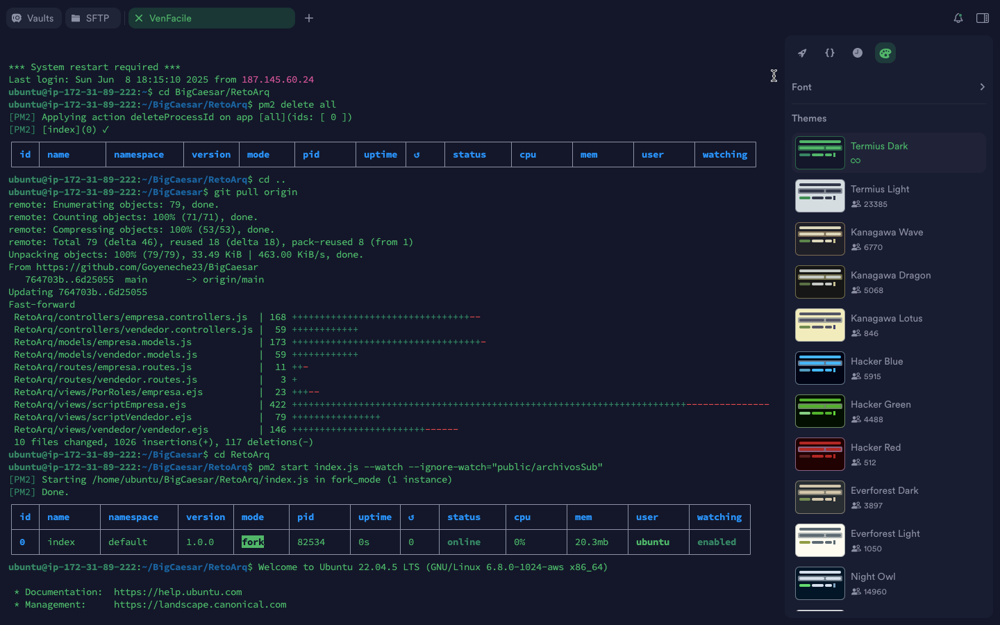 Vaults SFTP VenFacile
*** System restart required ***
Last login: Sun Jun  8 18:15:10 2025 from 187.145.60.24
ubuntu@ip-172-31-89-222:~$ cd BigCaesar/RetoArq
ubuntu@ip-172-31-89-222:~/BigCaesar/RetoArq$ pm2 delete all
[PM2] Applying action deleteProcessId on app [all](ids: [ 0 ])
[PM2] [index](0) ✓
id name namespace version mode pid uptime ↺ status cpu mem user watching
ubuntu@ip-172-31-89-222:~/BigCaesar/RetoArq$ cd ..
ubuntu@ip-172-31-89-222:~/BigCaesar$ git pull origin
remote: Enumerating objects: 79, done.
remote: Counting objects: 100% (71/71), done.
remote: Compressing objects: 100% (53/53), done.
remote: Total 79 (delta 46), reused 18 (delta 18), pack-reused 8 (from 1)
Unpacking objects: 100% (79/79), 33.49 KiB | 463.00 KiB/s, done.
From https://github.com/Goyeneche23/BigCaesar
   764703b..6d25055  main       -> origin/main
Updating 764703b..6d25055
Fast-forward
 RetoArq/controllers/empresa.controllers.js  | 168 ++++++++++++++++++++++++++++++++--
 RetoArq/controllers/vendedor.controllers.js |  59 ++++++++++++
 RetoArq/models/empresa.models.js            | 173 ++++++++++++++++++++++++++++++++++-
 RetoArq/models/vendedor.models.js           |  59 ++++++++++++
 RetoArq/routes/empresa.routes.js            |  11 ++-
 RetoArq/routes/vendedor.routes.js           |   3 +
 RetoArq/views/PorRoles/empresa.ejs          |  23 +++--
 RetoArq/views/scriptEmpresa.ejs             | 422 +++++++++++++++++++++++++++++++++++++++++++++++++++++++++++++++++++++++---------------
 RetoArq/views/scriptVendedor.ejs            |  79 ++++++++++++++++
 RetoArq/views/vendedor/vendedor.ejs         | 146 ++++++++++++++++++++++++------
 10 files changed, 1026 insertions(+), 117 deletions(-)
ubuntu@ip-172-31-89-222:~/BigCaesar$ cd RetoArq
ubuntu@ip-172-31-89-222:~/BigCaesar/RetoArq$ pm2 start index.js --watch --ignore-watch="public/archivosSub"
[PM2] Starting /home/ubuntu/BigCaesar/RetoArq/index.js in fork_mode (1 instance)
[PM2] Done.
id name namespace version mode pid uptime ↺ status cpu mem user watching
0 index default 1.0.0 fork 82534 0s 0 online 0% 20.3mb ubuntu enabled
ubuntu@ip-172-31-89-222:~/BigCaesar/RetoArq$ Welcome to Ubuntu 22.04.5 LTS (GNU/Linux 6.8.0-1024-aws x86_64)
 * Documentation:  https://help.ubuntu.com
 * Management:     https://landscape.canonical.com
Font
Themes
Termius Dark
∞
Termius Light
23385
Kanagawa Wave
6770
Kanagawa Dragon
5068
Kanagawa Lotus
846
Hacker Blue
5915
Hacker Green
4488
Hacker Red
512
Everforest Dark
3897
Everforest Light
1050
Night Owl
14960